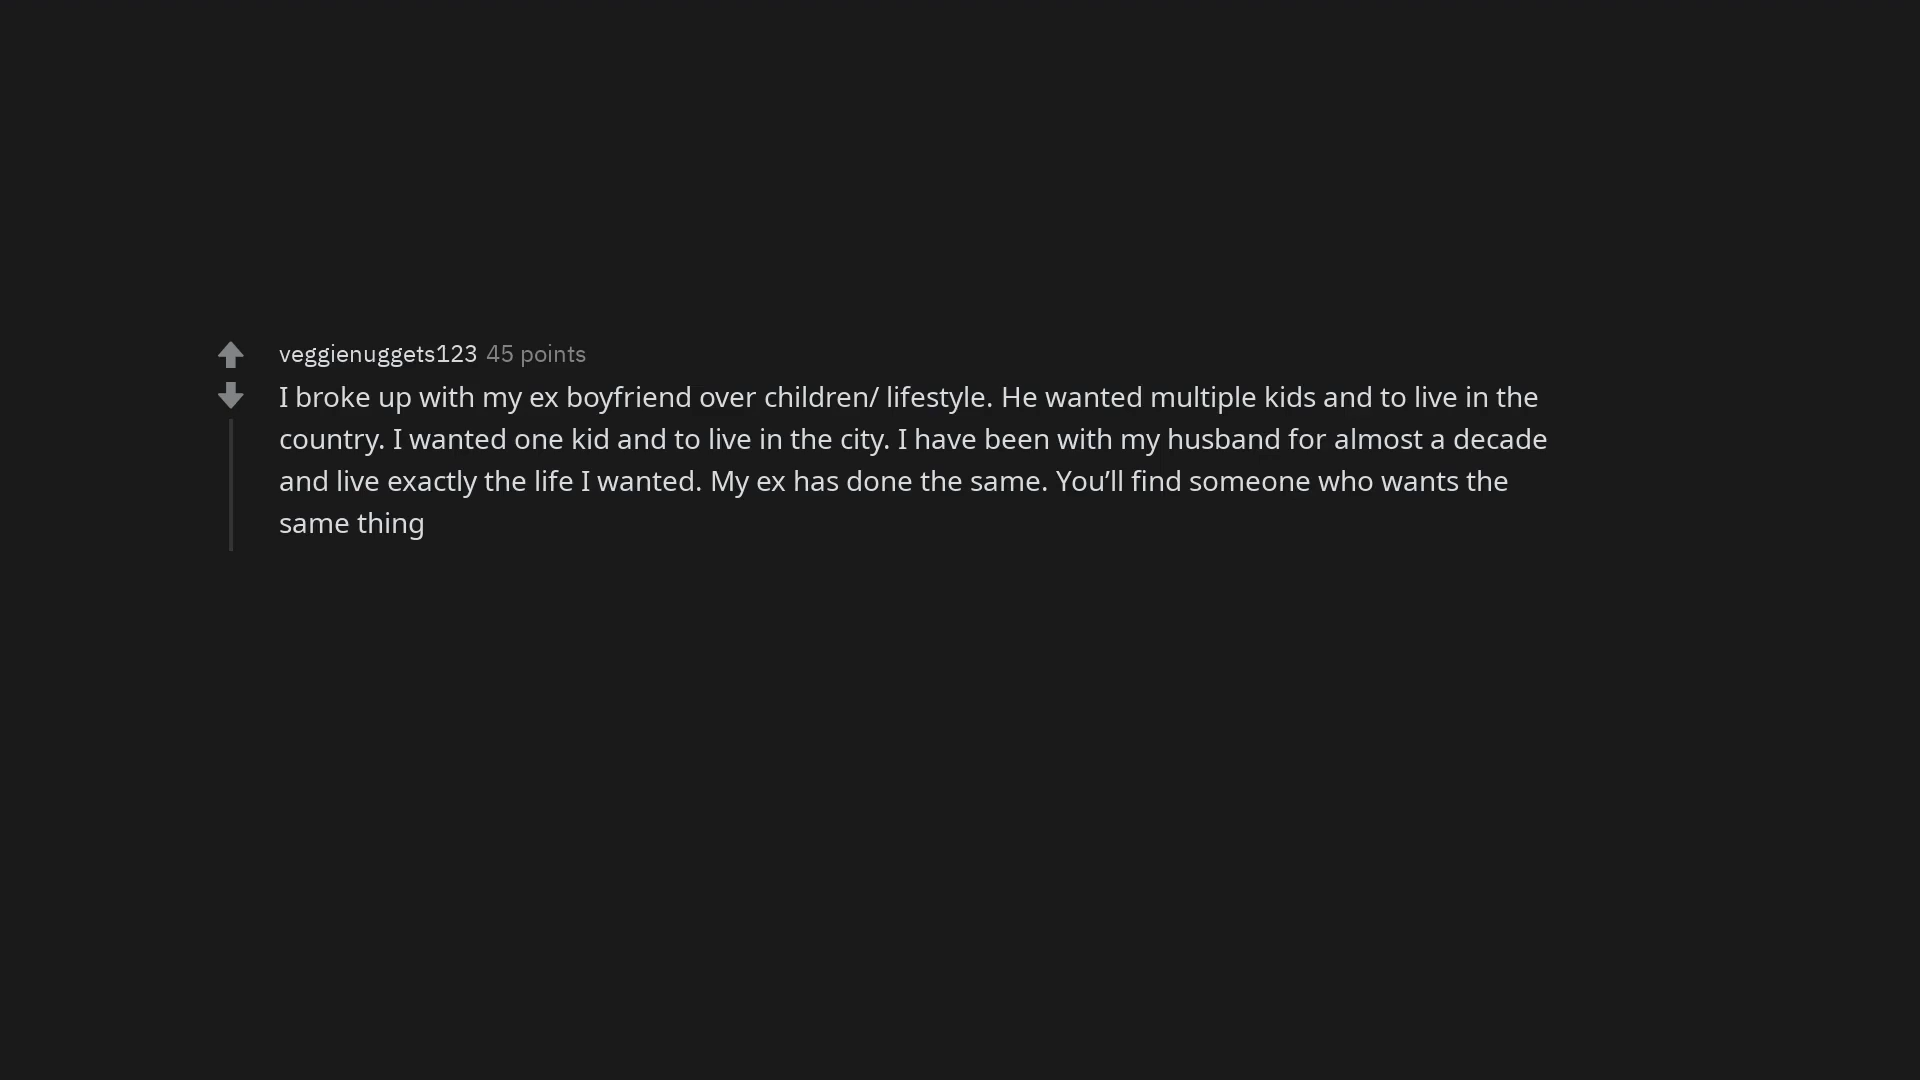 veggienuggets123 45 points
I broke up with my ex boyfriend over children/ lifestyle. He wanted multiple kids and to live in the
country. I wanted one kid and to live in the city. I have been with my husband for almost a decade
and live exactly the life I wanted. My ex has done the same. You’ll find someone who wants the
same thing